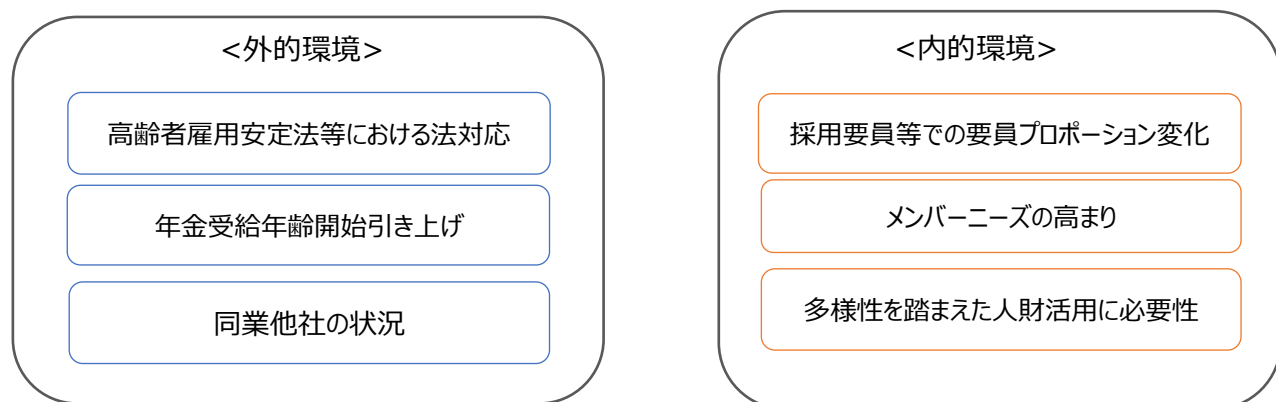 <外的環境>
高齢者雇用安定法等における法対応
年金受給年齢開始引き上げ
同業他社の状況
<内的環境>
採用要員等での要員プロポーション変化
メンバーニーズの高まり
多様性を踏まえた人財活用に必要性